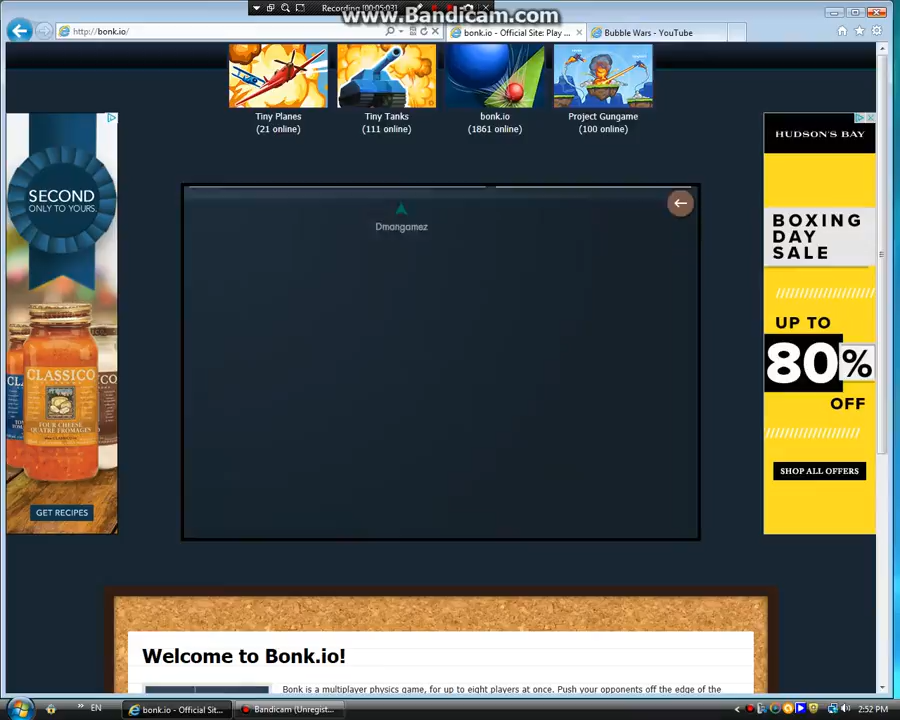 Recording [00:05:03]
www.Bandicam.com
http://bonk.io/
bonk.io - Official Site: Play ...
Bubble Wars - YouTube
Tiny Planes
(21 online)
Tiny Tanks
(111 online)
bonk.io
(1861 online)
Project Gungame
(100 online)
SECOND
ONLY TO YOURS.
CLASSICO
FOUR CHEESE
QUATRE FROMAGES
GET RECIPES
Dmangamez
HUDSON'S BAY
BOXING
DAY
SALE
UP TO
80%
OFF
SHOP ALL OFFERS
Welcome to Bonk.io!
Bonk is a multiplayer physics game, for up to eight players at once. Push your opponents off the edge of the
EN
bonk.io - Official Sit...
Bandicam (Unregist...
2:52 PM